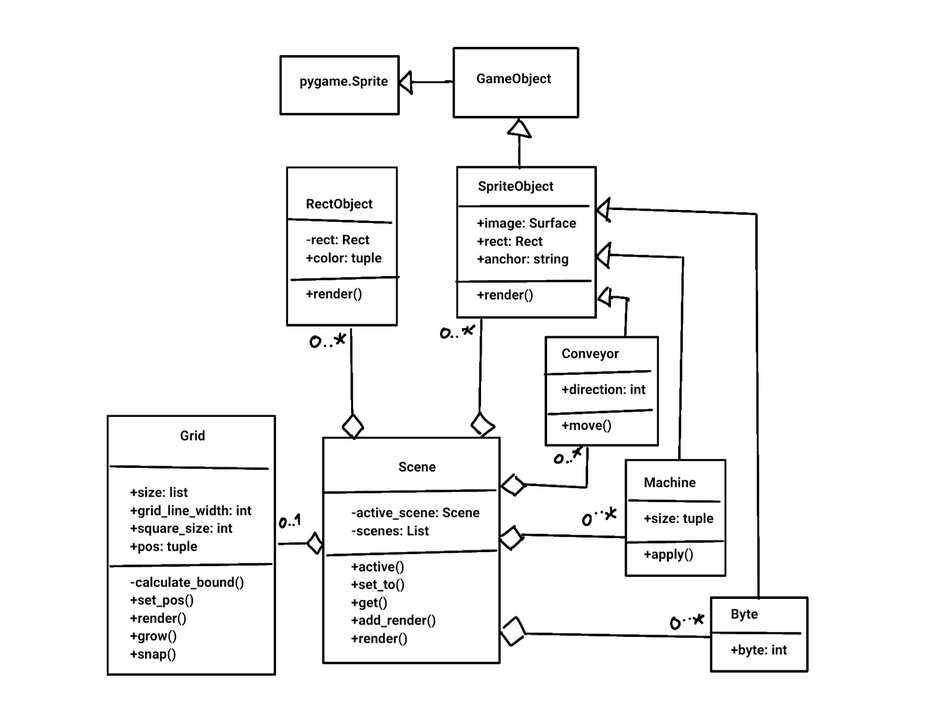 pygame.Sprite
GameObject
RectObject
-rect: Rect
+color: tuple
+render()
0..*
SpriteObject
+image: Surface
+rect: Rect
+anchor: string
+render()
0..*
Conveyor
+direction: int
+move()
0..*
Grid
+size: list
+grid_line_width: int
+square_size: int
+pos: tuple
-calculate_bound()
+set_pos()
+render()
+grow()
+snap()
0..1
Scene
-active_scene: Scene
-scenes: List
+active()
+set_to()
+get()
+add_render()
+render()
Machine
+size: tuple
+apply()
0..*
Byte
+byte: int
0..*